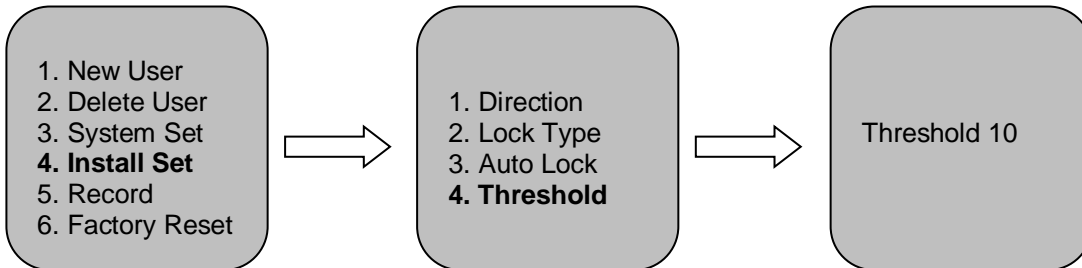 1. New User
2. Delete User
3. System Set
4. Install Set
5. Record
6. Factory Reset
1. Direction
2. Lock Type
3. Auto Lock
4. Threshold
Threshold 10